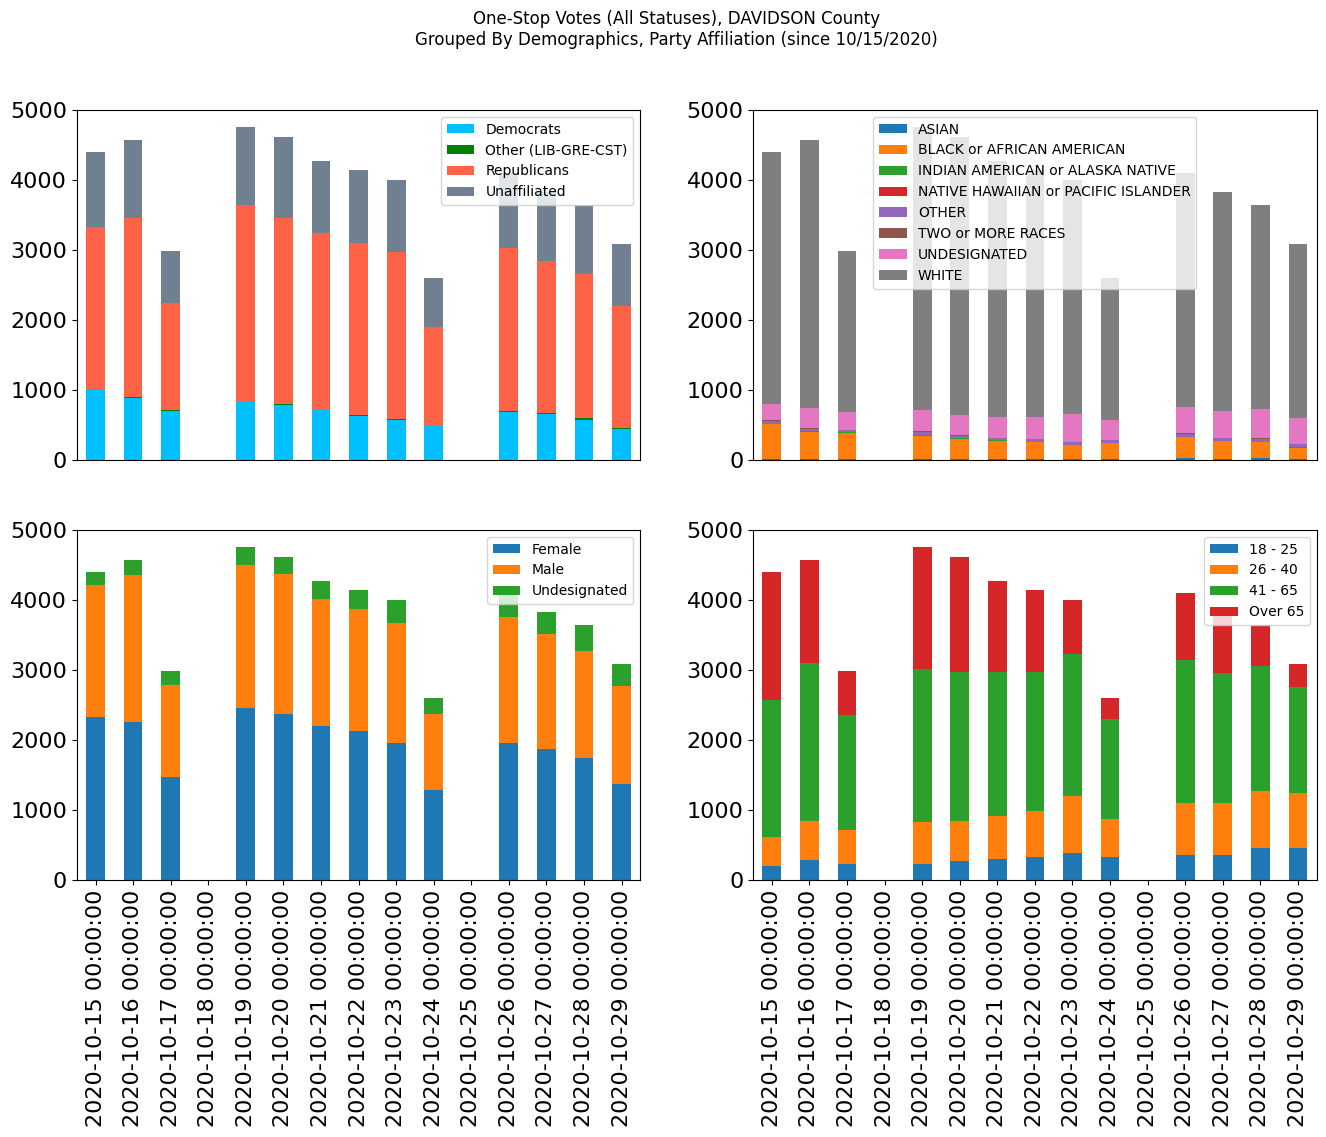 One-Stop Votes (All Statuses), DAVIDSON County
Grouped By Demographics, Party Affiliation (since 10/15/2020)
5000
4000
3000
2000
1000
0
Democrats
Other (LIB-GRE-CST)
Republicans
Unaffiliated
5000
4000
3000
2000
1000
0
ASIAN
BLACK or AFRICAN AMERICAN
INDIAN AMERICAN or ALASKA NATIVE
NATIVE HAWAIIAN or PACIFIC ISLANDER
OTHER
TWO or MORE RACES
UNDESIGNATED
WHITE
5000
4000
3000
2000
1000
0
Female
Male
Undesignated
2020-10-15 00:00:00
2020-10-16 00:00:00
2020-10-17 00:00:00
2020-10-18 00:00:00
2020-10-19 00:00:00
2020-10-20 00:00:00
2020-10-21 00:00:00
2020-10-22 00:00:00
2020-10-23 00:00:00
2020-10-24 00:00:00
2020-10-25 00:00:00
2020-10-26 00:00:00
2020-10-27 00:00:00
2020-10-28 00:00:00
2020-10-29 00:00:00
5000
4000
3000
2000
1000
0
18 - 25
26 - 40
41 - 65
Over 65
2020-10-15 00:00:00
2020-10-16 00:00:00
2020-10-17 00:00:00
2020-10-18 00:00:00
2020-10-19 00:00:00
2020-10-20 00:00:00
2020-10-21 00:00:00
2020-10-22 00:00:00
2020-10-23 00:00:00
2020-10-24 00:00:00
2020-10-25 00:00:00
2020-10-26 00:00:00
2020-10-27 00:00:00
2020-10-28 00:00:00
2020-10-29 00:00:00